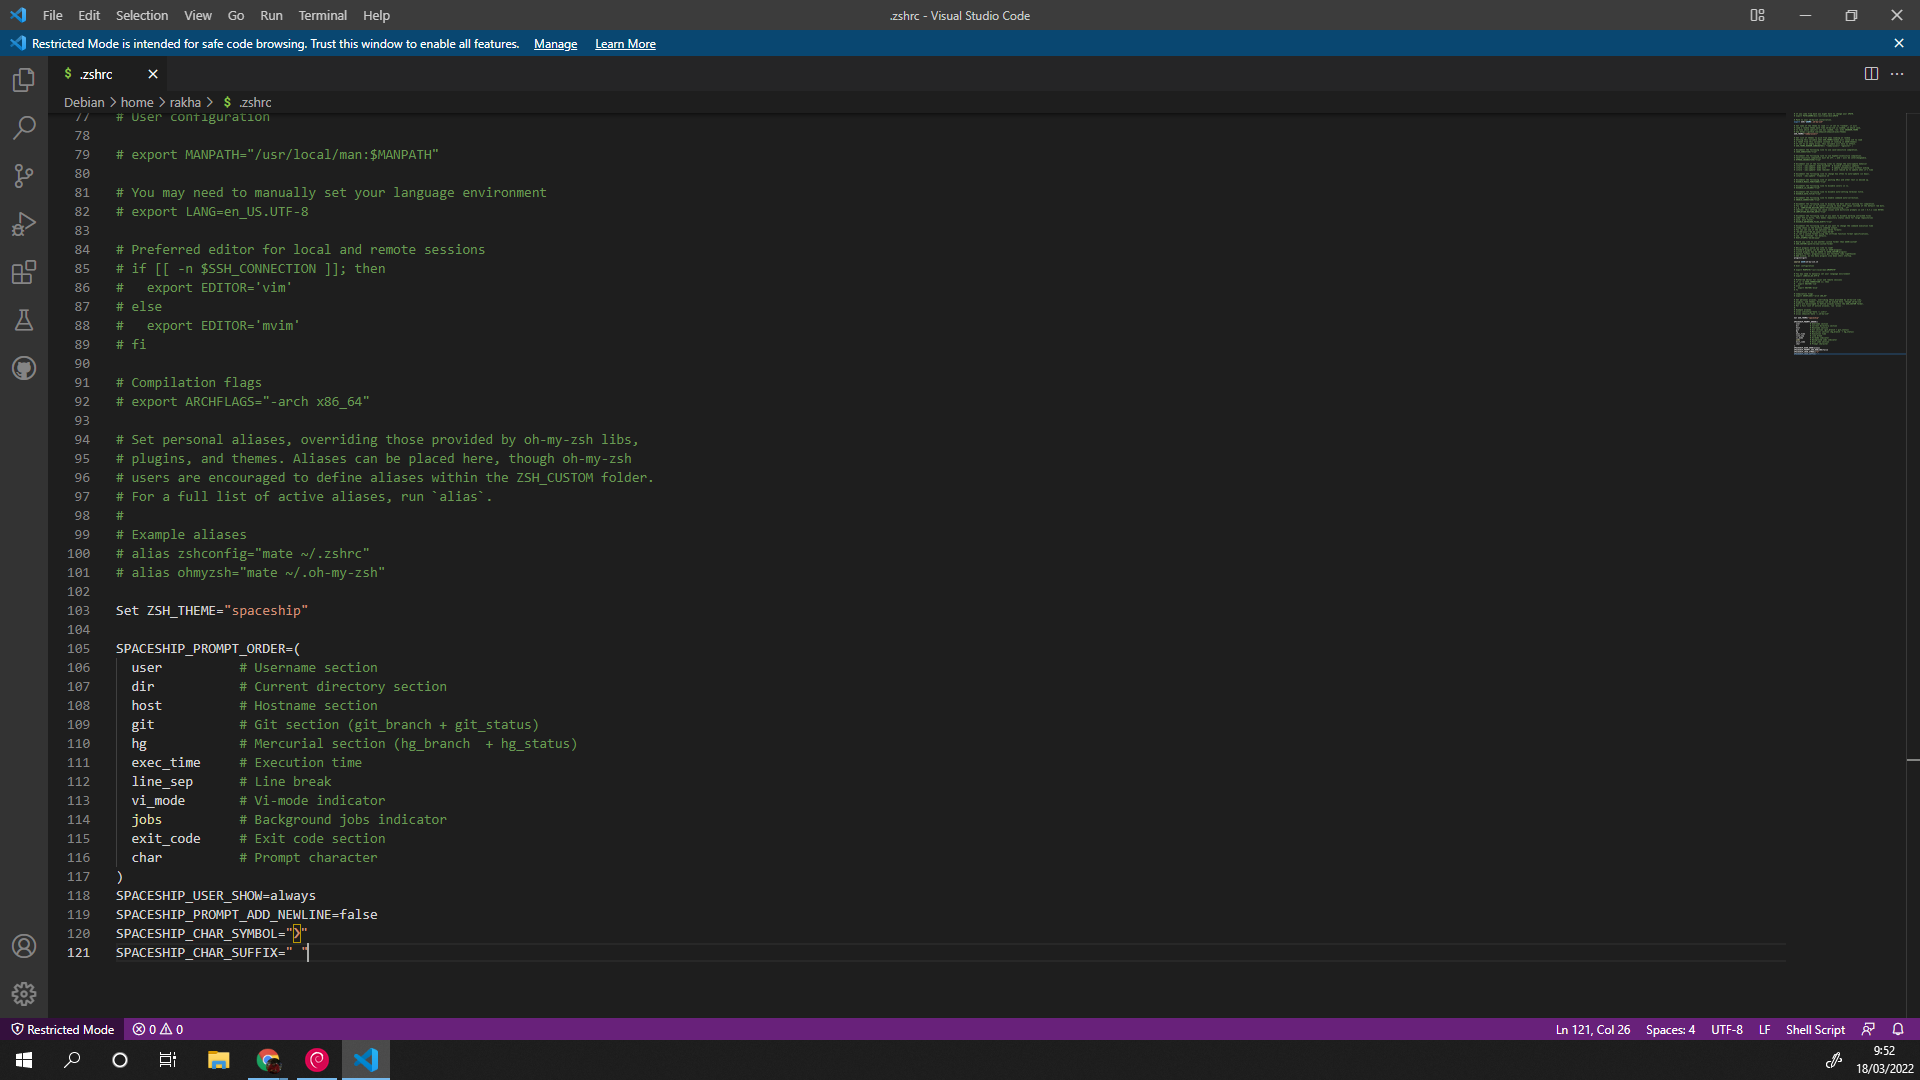 File Edit Selection View Go Run Terminal Help .zshrc - Visual Studio Code
Restricted Mode is intended for safe code browsing. Trust this window to enable all features. Manage Learn More
$ .zshrc
Debian > home > rakha > $ .zshrc
77 # User configuration
78
79 # export MANPATH="/usr/local/man:$MANPATH"
80
81 # You may need to manually set your language environment
82 # export LANG=en_US.UTF-8
83
84 # Preferred editor for local and remote sessions
85 # if [[ -n $SSH_CONNECTION ]]; then
86 #   export EDITOR='vim'
87 # else
88 #   export EDITOR='mvim'
89 # fi
90
91 # Compilation flags
92 # export ARCHFLAGS="-arch x86_64"
93
94 # Set personal aliases, overriding those provided by oh-my-zsh libs,
95 # plugins, and themes. Aliases can be placed here, though oh-my-zsh
96 # users are encouraged to define aliases within the ZSH_CUSTOM folder.
97 # For a full list of active aliases, run `alias`.
98 #
99 # Example aliases
100 # alias zshconfig="mate ~/.zshrc"
101 # alias ohmyzsh="mate ~/.oh-my-zsh"
102
103 Set ZSH_THEME="spaceship"
104
105 SPACESHIP_PROMPT_ORDER=(
106   user          # Username section
107   dir           # Current directory section
108   host          # Hostname section
109   git           # Git section (git_branch + git_status)
110   hg            # Mercurial section (hg_branch  + hg_status)
111   exec_time     # Execution time
112   line_sep      # Line break
113   vi_mode       # Vi-mode indicator
114   jobs          # Background jobs indicator
115   exit_code     # Exit code section
116   char          # Prompt character
117 )
118 SPACESHIP_USER_SHOW=always
119 SPACESHIP_PROMPT_ADD_NEWLINE=false
120 SPACESHIP_CHAR_SYMBOL="❯"
121 SPACESHIP_CHAR_SUFFIX=" "
Restricted Mode 0 0 Ln 121, Col 26 Spaces: 4 UTF-8 LF Shell Script
9:52
18/03/2022